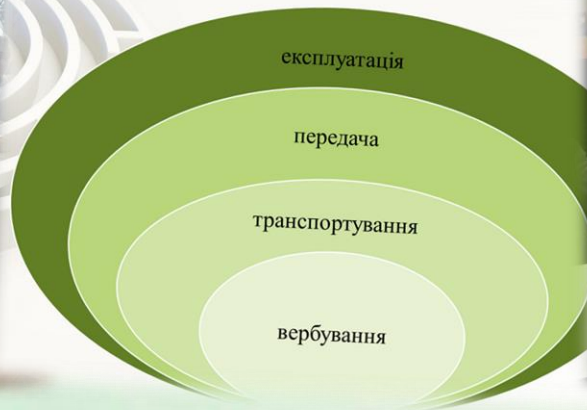 експлуатація
передача
транспортування
вербування